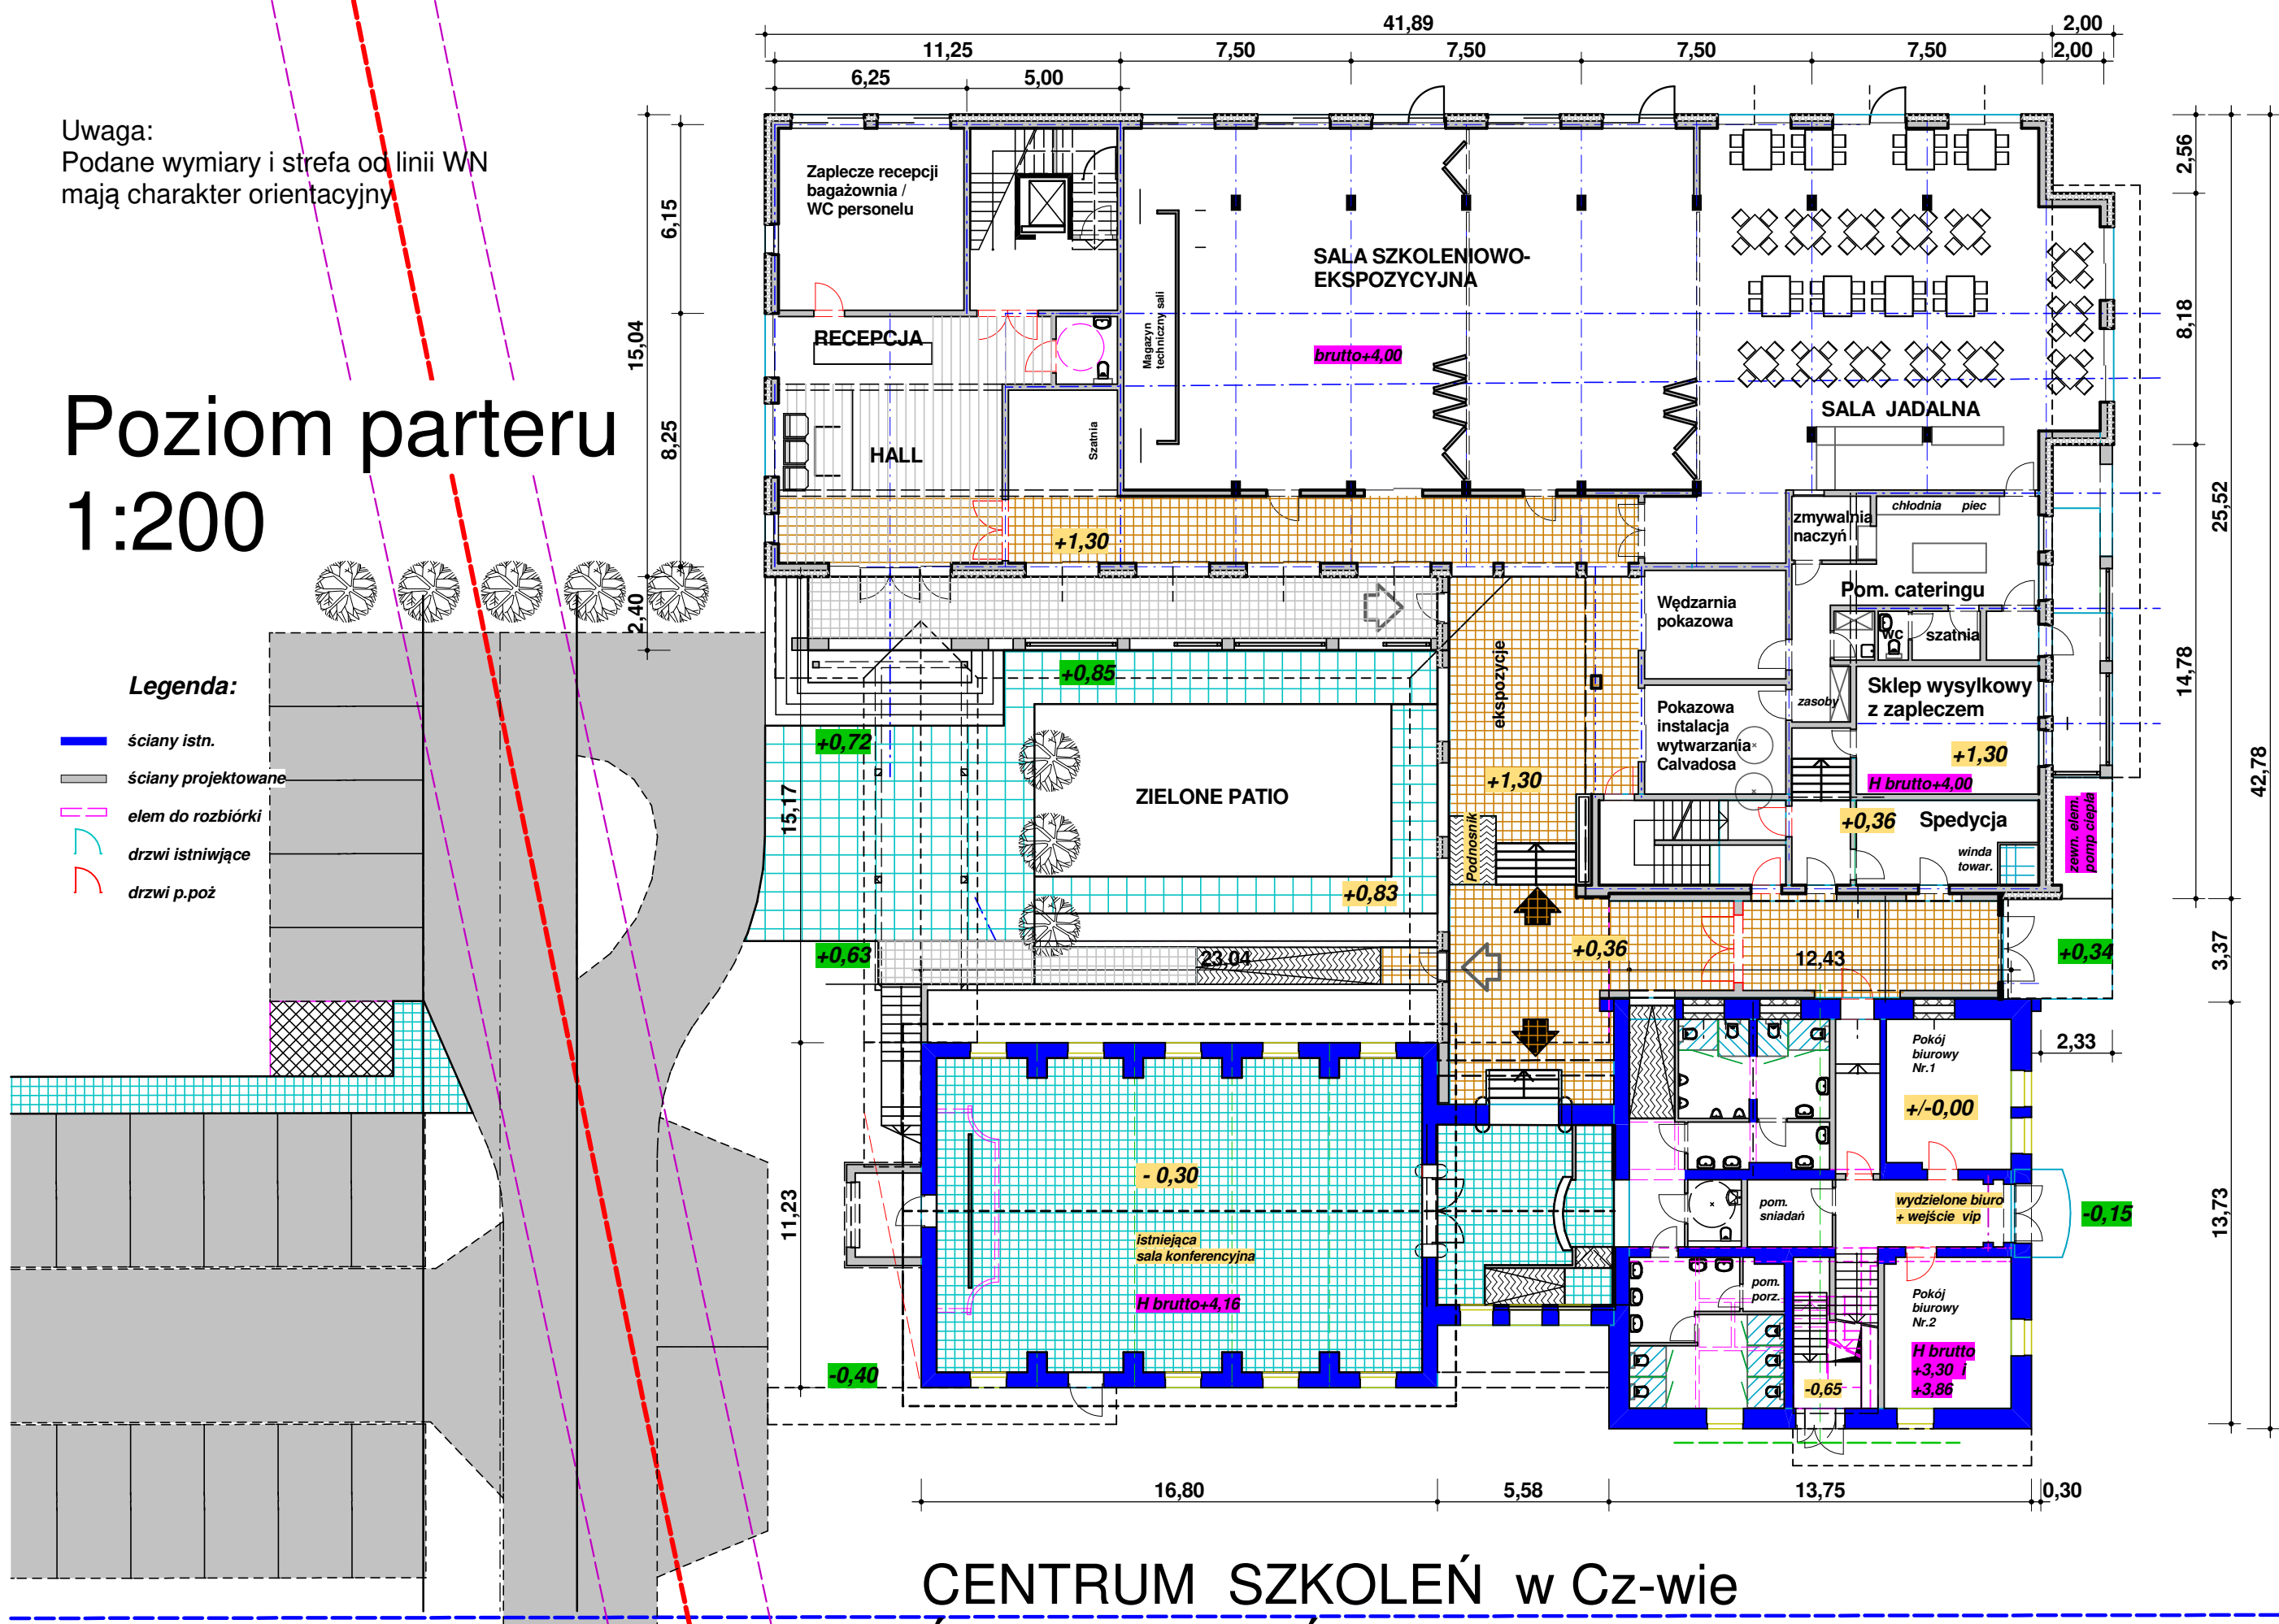 41,89
2,00
11,25
7,50
7,50
7,50
7,50
2,00
6,25
5,00
Uwaga:
Podane wymiary i strefa od linii WN
mają charakter orientacyjny
Poziom parteru
1:200
Legenda:
ściany istn.
ściany projektowane
elem do rozbiórki
drzwi istniwjące
drzwi p.poż
15,04
6,15
8,25
2,40
15,17
11,23
Zaplecze recepcji
bagażownia /
WC personelu
RECEPCJA
HALL
Szatnia
Magazyn
techniczny sali
SALA SZKOLENIOWO-
EKSPOZYCYJNA
brutto+4,00
SALA JADALNA
+1,30
zmywalnia
naczyń
chłodnia piec
Pom. cateringu
wc
szatnia
Wędzarnia
pokazowa
Pokazowa
instalacja
wytwarzania
Calvadosa
zasoby
Sklep wysylkowy
z zapleczem
+1,30
H brutto+4,00
+0,36
Spedycja
winda
towar.
zewn. elem.
pomp ciepła
ekspozycje
+1,30
Podnosnik
+0,85
+0,72
ZIELONE PATIO
+0,83
+0,63
23,04
+0,36
12,43
+0,34
2,56
8,18
25,52
14,78
42,78
3,37
2,33
13,73
Pokój
biurowy
Nr.1
+/-0,00
- 0,30
istniejąca
sala konferencyjna
H brutto+4,16
-0,40
pom.
sniadań
wydzielone biuro
+ wejście vip
-0,15
pom.
porz.
Pokój
biurowy
Nr.2
H brutto
+3,30 i
+3,86
-0,65
16,80
5,58
13,75
0,30
CENTRUM SZKOLEŃ w Cz-wie